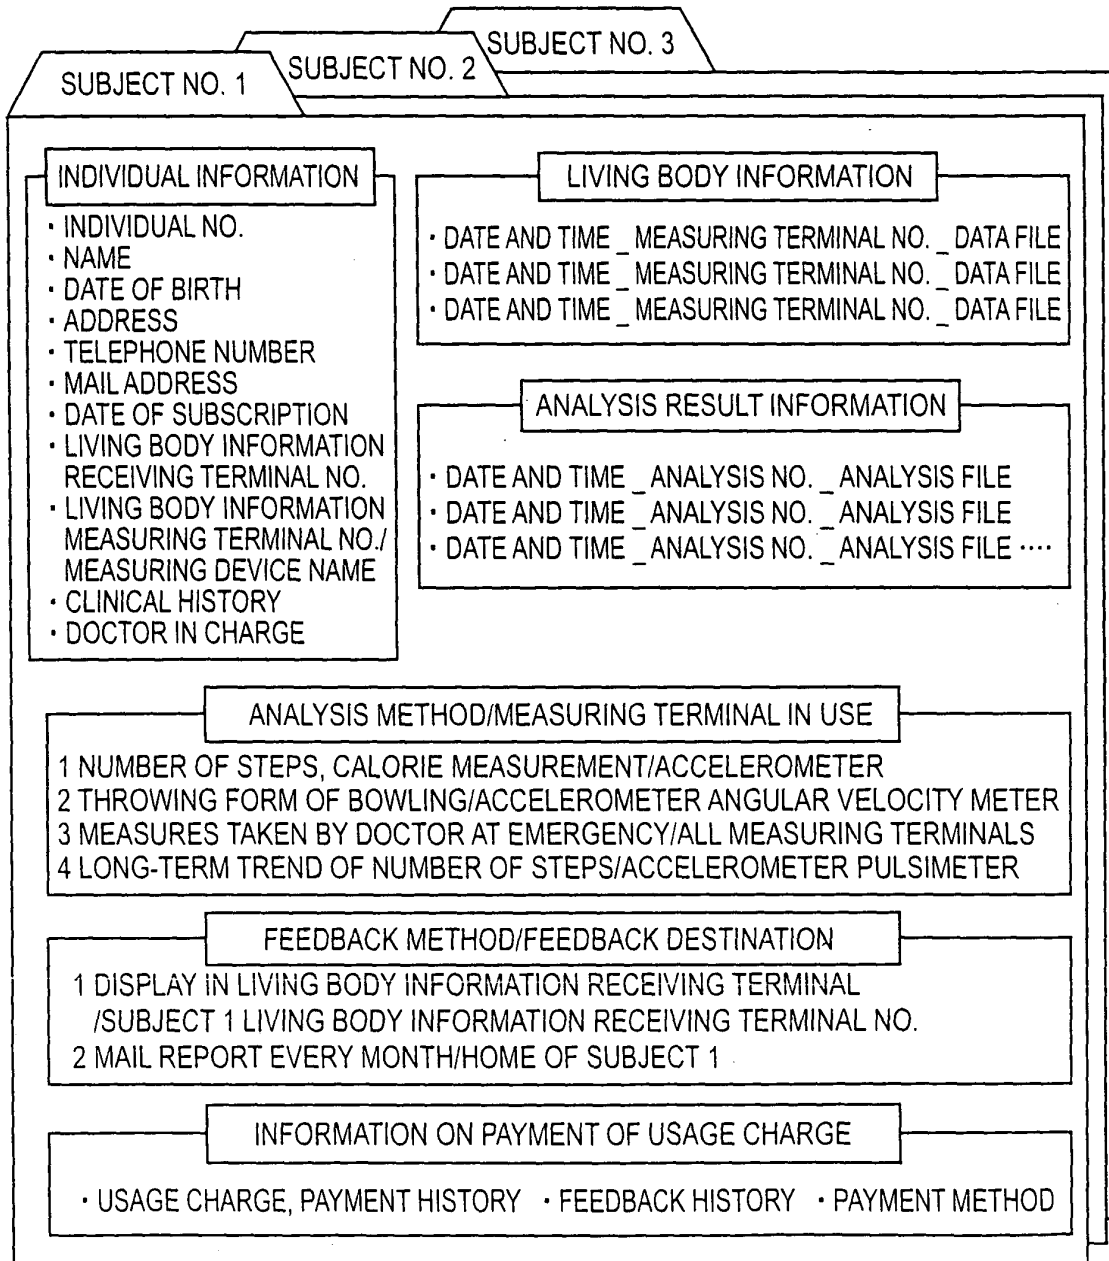 SUBJECT NO. 3
SUBJECT NO. 2
SUBJECT NO. 1
INDIVIDUAL INFORMATION
· INDIVIDUAL NO.
· NAME
· DATE OF BIRTH
· ADDRESS
· TELEPHONE NUMBER
· MAIL ADDRESS
· DATE OF SUBSCRIPTION
· LIVING BODY INFORMATION
RECEIVING TERMINAL NO.
· LIVING BODY INFORMATION
MEASURING TERMINAL NO./
MEASURING DEVICE NAME
· CLINICAL HISTORY
· DOCTOR IN CHARGE
LIVING BODY INFORMATION
· DATE AND TIME _ MEASURING TERMINAL NO. _ DATA FILE
· DATE AND TIME _ MEASURING TERMINAL NO. _ DATA FILE
· DATE AND TIME _ MEASURING TERMINAL NO. _ DATA FILE
ANALYSIS RESULT INFORMATION
· DATE AND TIME _ ANALYSIS NO. _ ANALYSIS FILE
· DATE AND TIME _ ANALYSIS NO. _ ANALYSIS FILE
· DATE AND TIME _ ANALYSIS NO. _ ANALYSIS FILE ····
ANALYSIS METHOD/MEASURING TERMINAL IN USE
1 NUMBER OF STEPS, CALORIE MEASUREMENT/ACCELEROMETER
2 THROWING FORM OF BOWLING/ACCELEROMETER ANGULAR VELOCITY METER
3 MEASURES TAKEN BY DOCTOR AT EMERGENCY/ALL MEASURING TERMINALS
4 LONG-TERM TREND OF NUMBER OF STEPS/ACCELEROMETER PULSIMETER
FEEDBACK METHOD/FEEDBACK DESTINATION
1 DISPLAY IN LIVING BODY INFORMATION RECEIVING TERMINAL
/SUBJECT 1 LIVING BODY INFORMATION RECEIVING TERMINAL NO.
2 MAIL REPORT EVERY MONTH/HOME OF SUBJECT 1
INFORMATION ON PAYMENT OF USAGE CHARGE
· USAGE CHARGE, PAYMENT HISTORY · FEEDBACK HISTORY · PAYMENT METHOD